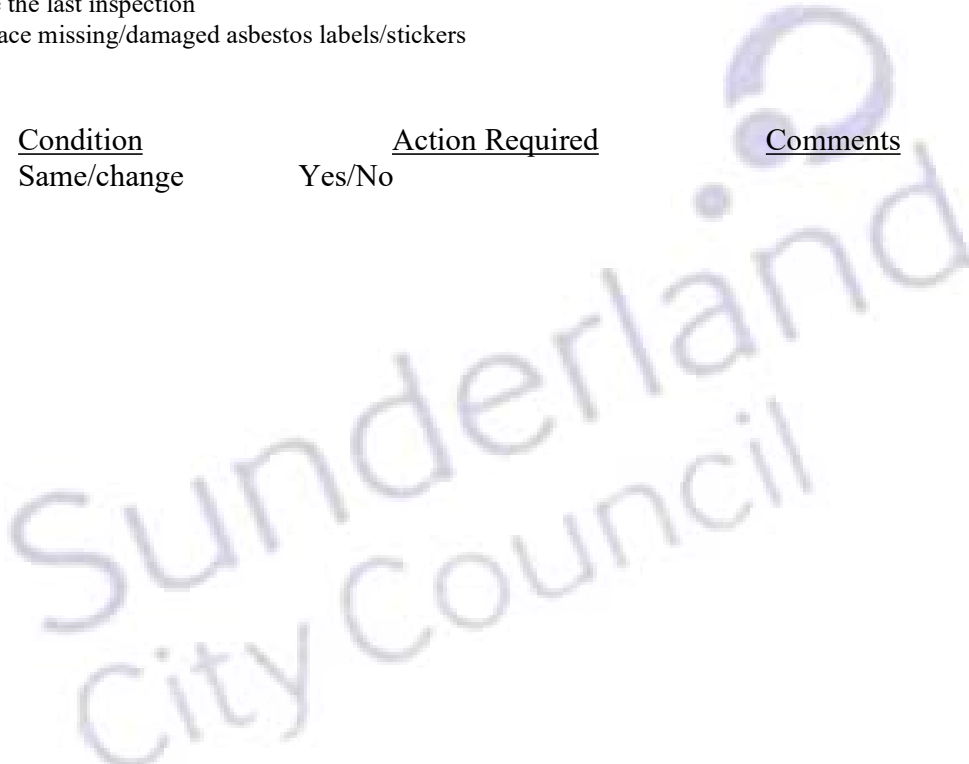 the last inspection
missing/damaged asbestos labels/stickers
Condition Action Required Comments
Same/change Yes/No
Sunderland
City Council